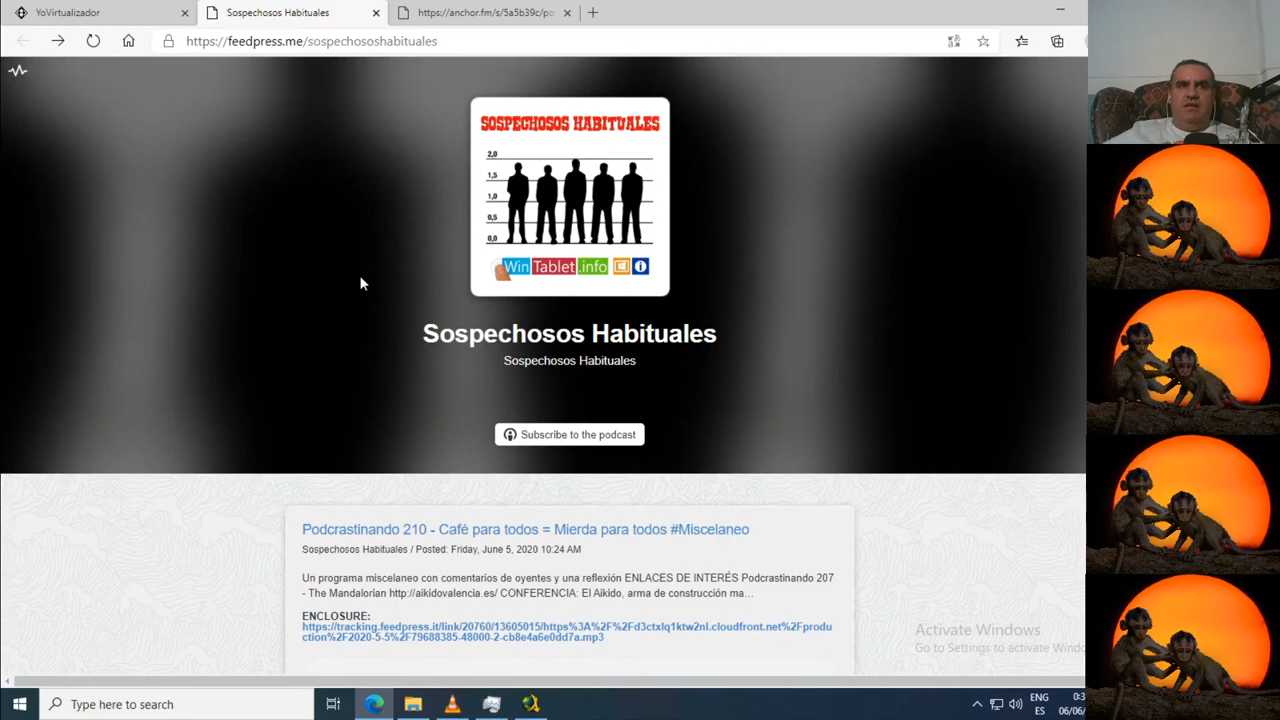 YoVirtualizador
Sospechosos Habituales
https://anchor.fm/s/5a5b39c/po
https://feedpress.me/sospechososhabituales
SOSPECHOSOS HABITUALES
2,0
1,5
1,0
0,5
0,0
WinTablet.info
Sospechosos Habituales
Sospechosos Habituales
Subscribe to the podcast
Podcrastinando 210 - Café para todos = Mierda para todos #Miscelaneo
Sospechosos Habituales / Posted: Friday, June 5, 2020 10:24 AM
Un programa miscelaneo con comentarios de oyentes y una reflexión ENLACES DE INTERÉS Podcrastinando 207
- The Mandalorian http://aikidovalencia.es/ CONFERENCIA: El Aikido, arma de construcción ma...
ENCLOSURE:
https://tracking.feedpress.it/link/20760/13605015/https%3A%2F%2Fd3ctxlq1ktw2nl.cloudfront.net%2Fprodu
ction%2F2020-5-5%2F79688385-48000-2-cb8e4a6e0dd7a.mp3
Activate Windows
Go to Settings to activate Windo
Type here to search
ENG
ES
0:3
06/06/